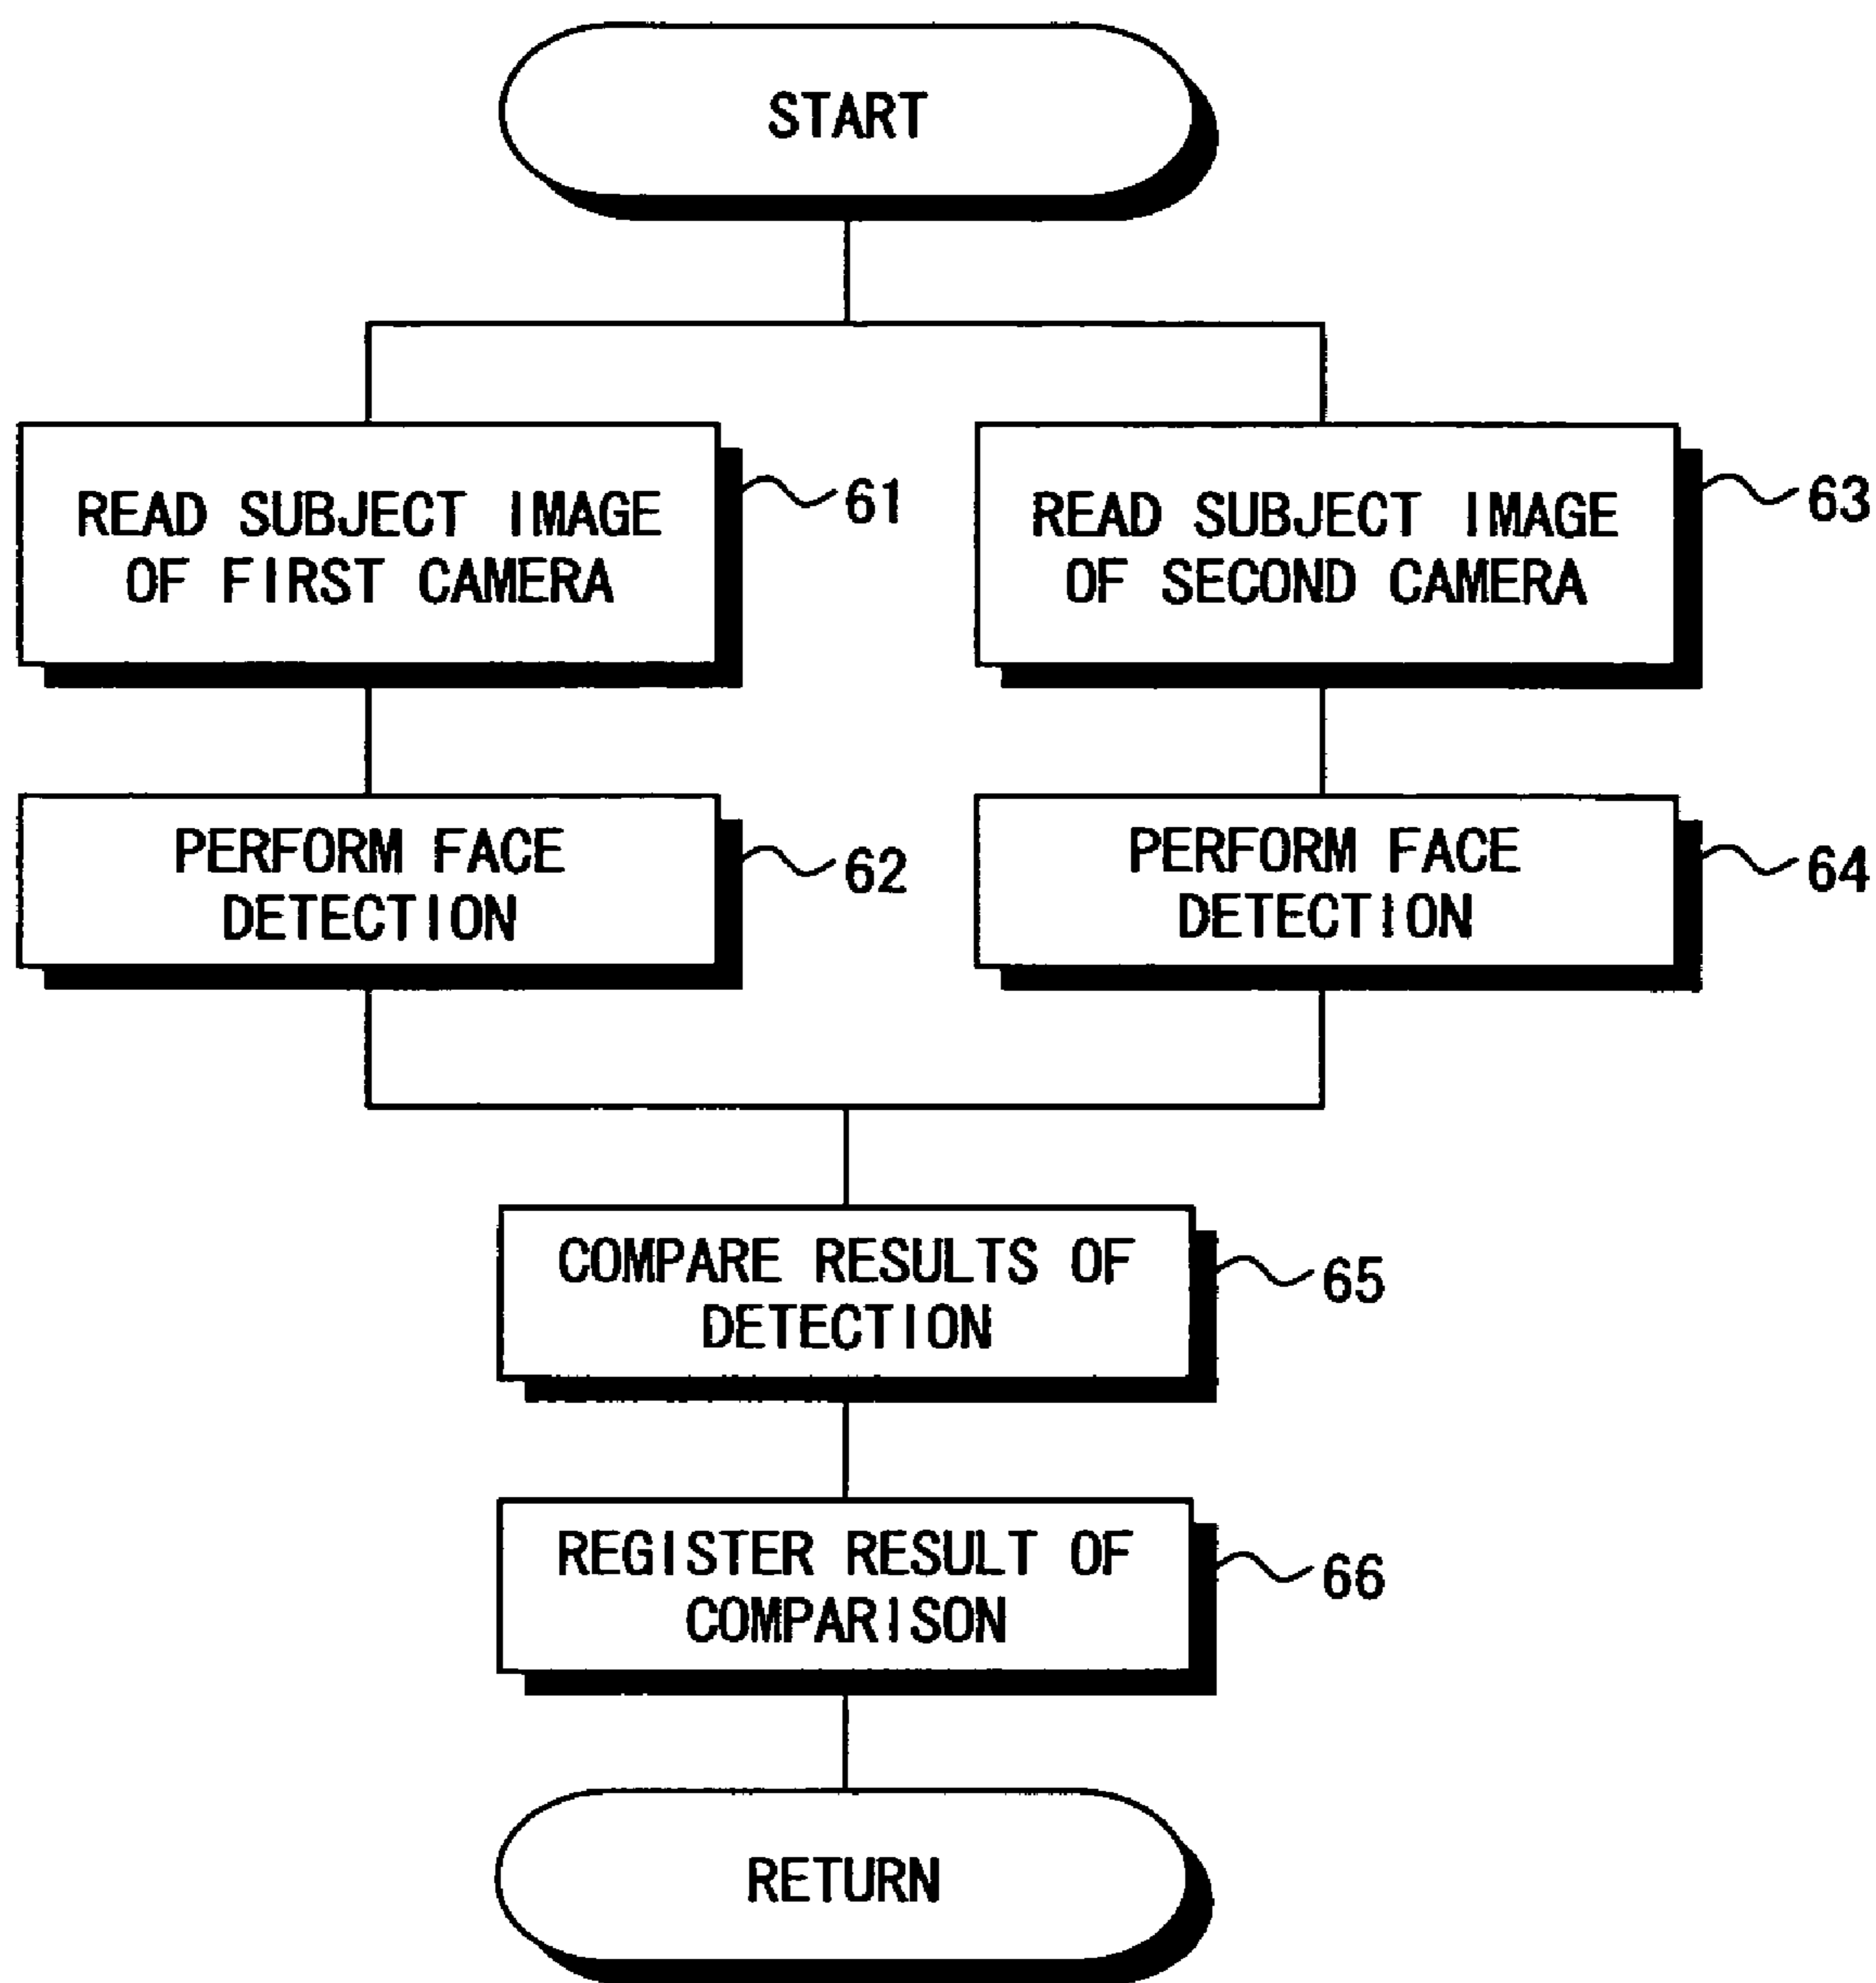 START
READ SUBJECT IMAGE
OF FIRST CAMERA
61
READ SUBJECT IMAGE
OF SECOND CAMERA
63
PERFORM FACE
DETECTION
62
PERFORM FACE
DETECTION
64
COMPARE RESULTS OF
DETECTION
65
REGISTER RESULT OF
COMPARISON
66
RETURN